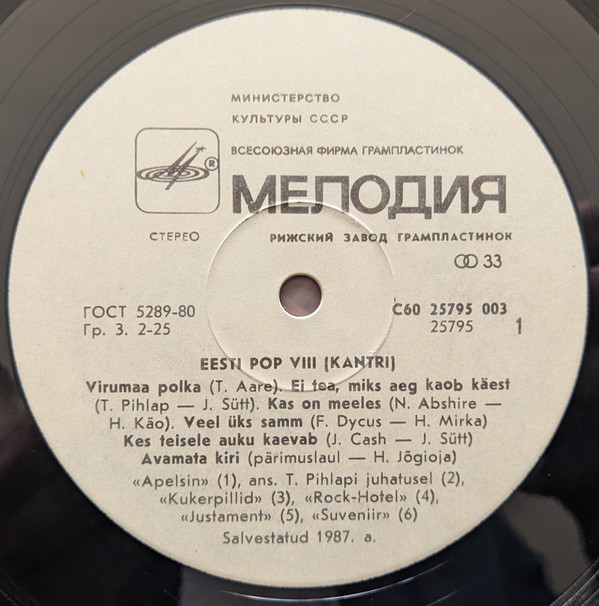 МИНИСТЕРСТВО
КУЛЬТУРЫ СССР
ВСЕСОЮЗНАЯ ФИРМА ГРАМПЛАСТИНОК
®
МЕЛОДИЯ
СТЕРЕО
РИЖСКИЙ ЗАВОД ГРАМПЛАСТИНОК
33
ГОСТ 5289-80
Гр. 3. 2-25
С60 25795 003
25795 1
EESTI POP VIII (KANTRI)
Virumaa polka (T. Aare). Ei tea, miks aeg kaob käest
(T. Pihlap — J. Sütt). Kas on meeles (N. Abshire —
H. Käo). Veel üks samm (F. Dycus — H. Mirka)
Kes teisele auku kaevab (J. Cash — J. Sütt)
Avamata kiri (pärimuslaul — H. Jõgioja)
«Apelsin» (1), ans. T. Pihlapi juhatusel (2),
«Kukerpillid» (3), «Rock-Hotel» (4),
«Justament» (5), «Suveniir» (6)
Salvestatud 1987. a.